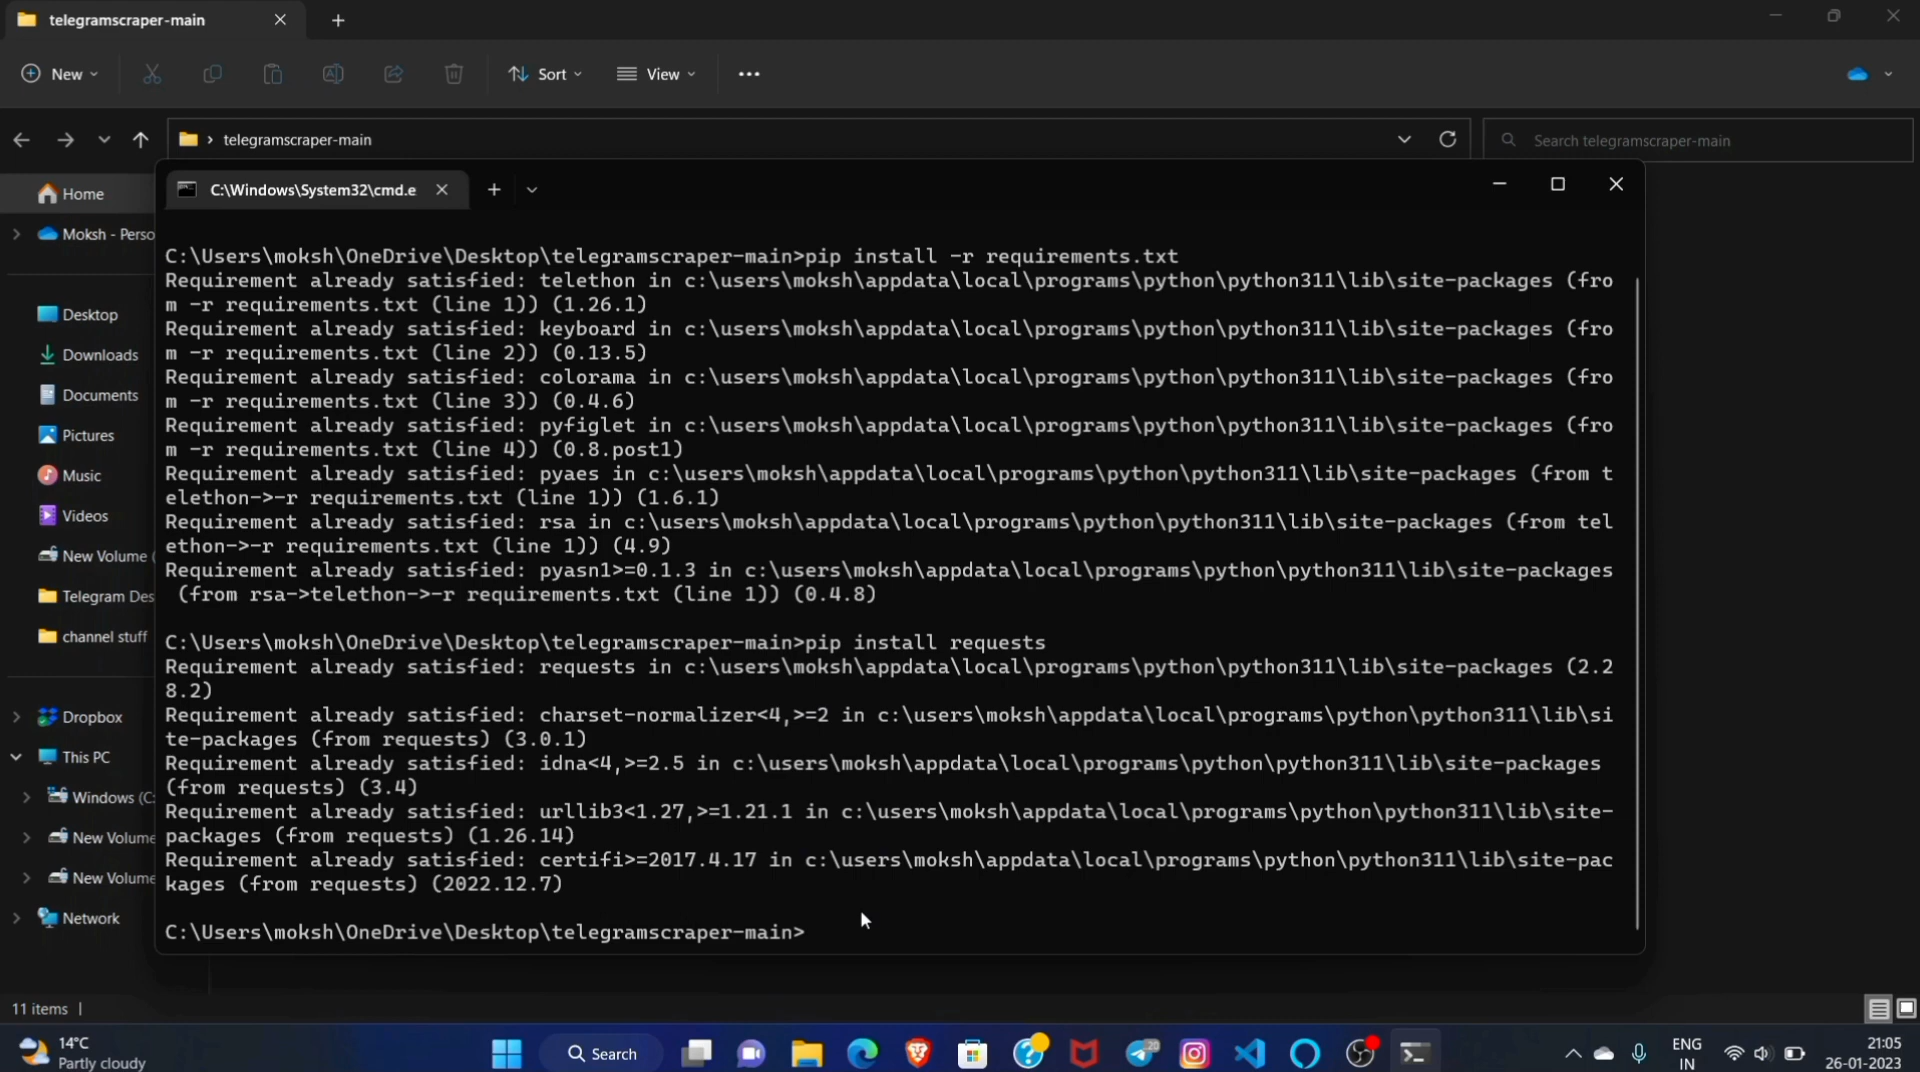 telegramscraper-main
New
Sort
View
telegramscraper-main
Search telegramscraper-main
Home
Moksh - Perso
Desktop
Downloads
Documents
Pictures
Music
Videos
New Volume (
Telegram Des
channel stuff
Dropbox
This PC
Windows (C:
New Volume
New Volume
Network
C:\Windows\System32\cmd.e
C:\Users\moksh\OneDrive\Desktop\telegramscraper-main>pip install -r requirements.txt
Requirement already satisfied: telethon in c:\users\moksh\appdata\local\programs\python\python311\lib\site-packages (fro
m -r requirements.txt (line 1)) (1.26.1)
Requirement already satisfied: keyboard in c:\users\moksh\appdata\local\programs\python\python311\lib\site-packages (fro
m -r requirements.txt (line 2)) (0.13.5)
Requirement already satisfied: colorama in c:\users\moksh\appdata\local\programs\python\python311\lib\site-packages (fro
m -r requirements.txt (line 3)) (0.4.6)
Requirement already satisfied: pyfiglet in c:\users\moksh\appdata\local\programs\python\python311\lib\site-packages (fro
m -r requirements.txt (line 4)) (0.8.post1)
Requirement already satisfied: pyaes in c:\users\moksh\appdata\local\programs\python\python311\lib\site-packages (from t
elethon->-r requirements.txt (line 1)) (1.6.1)
Requirement already satisfied: rsa in c:\users\moksh\appdata\local\programs\python\python311\lib\site-packages (from tel
ethon->-r requirements.txt (line 1)) (4.9)
Requirement already satisfied: pyasn1>=0.1.3 in c:\users\moksh\appdata\local\programs\python\python311\lib\site-packages
(from rsa->telethon->-r requirements.txt (line 1)) (0.4.8)
C:\Users\moksh\OneDrive\Desktop\telegramscraper-main>pip install requests
Requirement already satisfied: requests in c:\users\moksh\appdata\local\programs\python\python311\lib\site-packages (2.2
8.2)
Requirement already satisfied: charset-normalizer<4,>=2 in c:\users\moksh\appdata\local\programs\python\python311\lib\si
te-packages (from requests) (3.0.1)
Requirement already satisfied: idna<4,>=2.5 in c:\users\moksh\appdata\local\programs\python\python311\lib\site-packages
(from requests) (3.4)
Requirement already satisfied: urllib3<1.27,>=1.21.1 in c:\users\moksh\appdata\local\programs\python\python311\lib\site-
packages (from requests) (1.26.14)
Requirement already satisfied: certifi>=2017.4.17 in c:\users\moksh\appdata\local\programs\python\python311\lib\site-pac
kages (from requests) (2022.12.7)
C:\Users\moksh\OneDrive\Desktop\telegramscraper-main>
11 items
14°C
Partly cloudy
Search
20
ENG
IN
21:05
26-01-2023